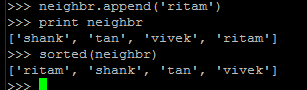 >>> neighbr.append('ritam')
>>> print neighbr
['shank', 'tan', 'vivek', 'ritam']
>>> sorted(neighbr)
['ritam', 'shank', 'tan', 'vivek']
>>>